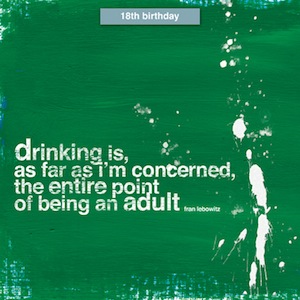 18th birthday
drinking is,
as far as i'm concerned,
the entire point
of being an adult fran lebowitz